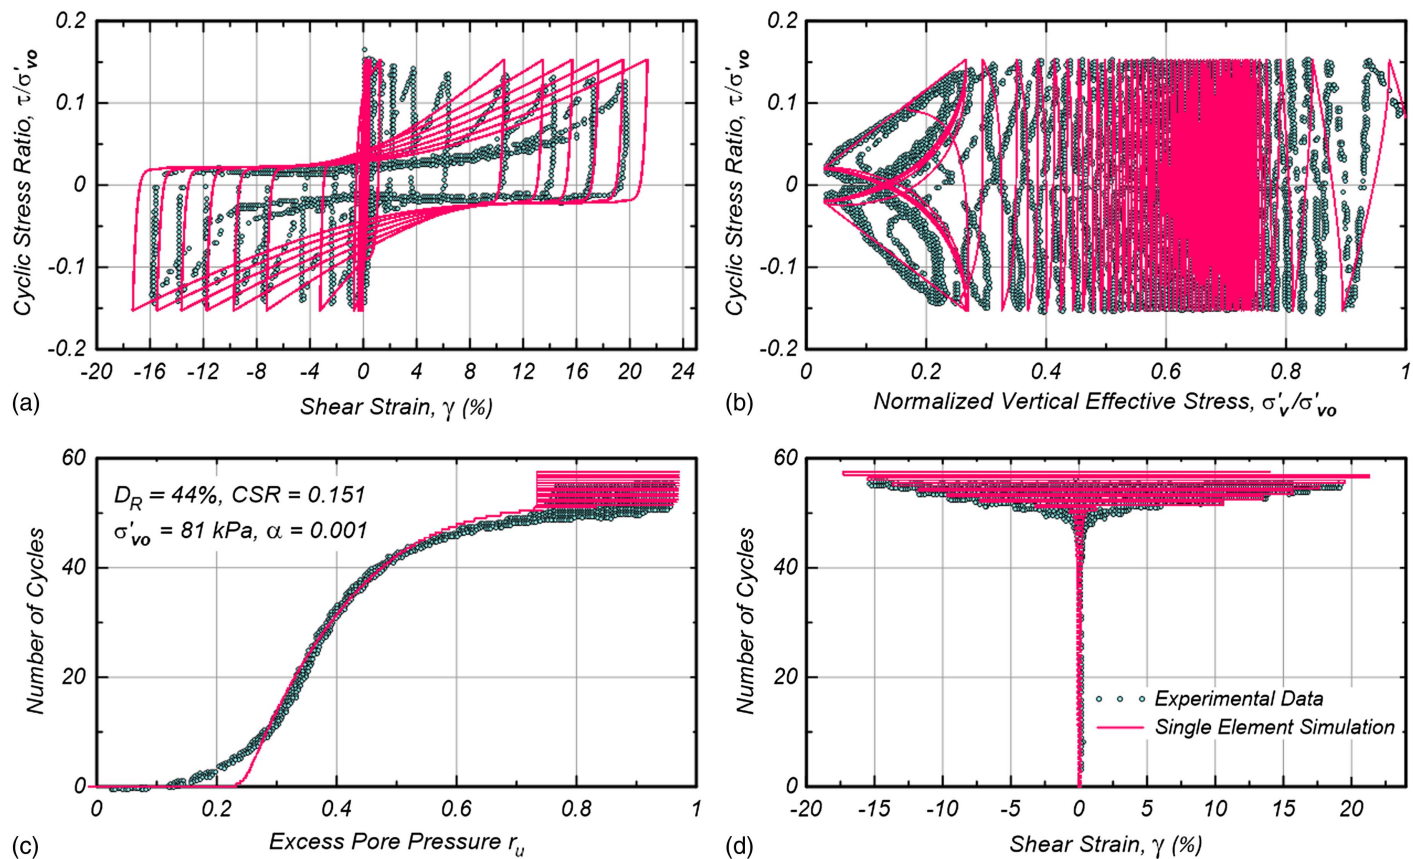 0.2
0.1
0
-0.1
-0.2
Cyclic Stress Ratio, τ/σ'vo
-20 -16 -12 -8 -4 0 4 8 12 16 20 24
(a)
Shear Strain, γ (%)
0.2
0.1
0
-0.1
-0.2
Cyclic Stress Ratio, τ/σ'vo
0 0.2 0.4 0.6 0.8 1
(b)
Normalized Vertical Effective Stress, σ'v/σ'vo
60
40
20
0
Number of Cycles
DR = 44%, CSR = 0.151
σ'vo = 81 kPa, α = 0.001
0 0.2 0.4 0.6 0.8 1
(c)
Excess Pore Pressure ru
60
40
20
0
Number of Cycles
Experimental Data
Single Element Simulation
-20 -15 -10 -5 0 5 10 15 20
(d)
Shear Strain, γ (%)